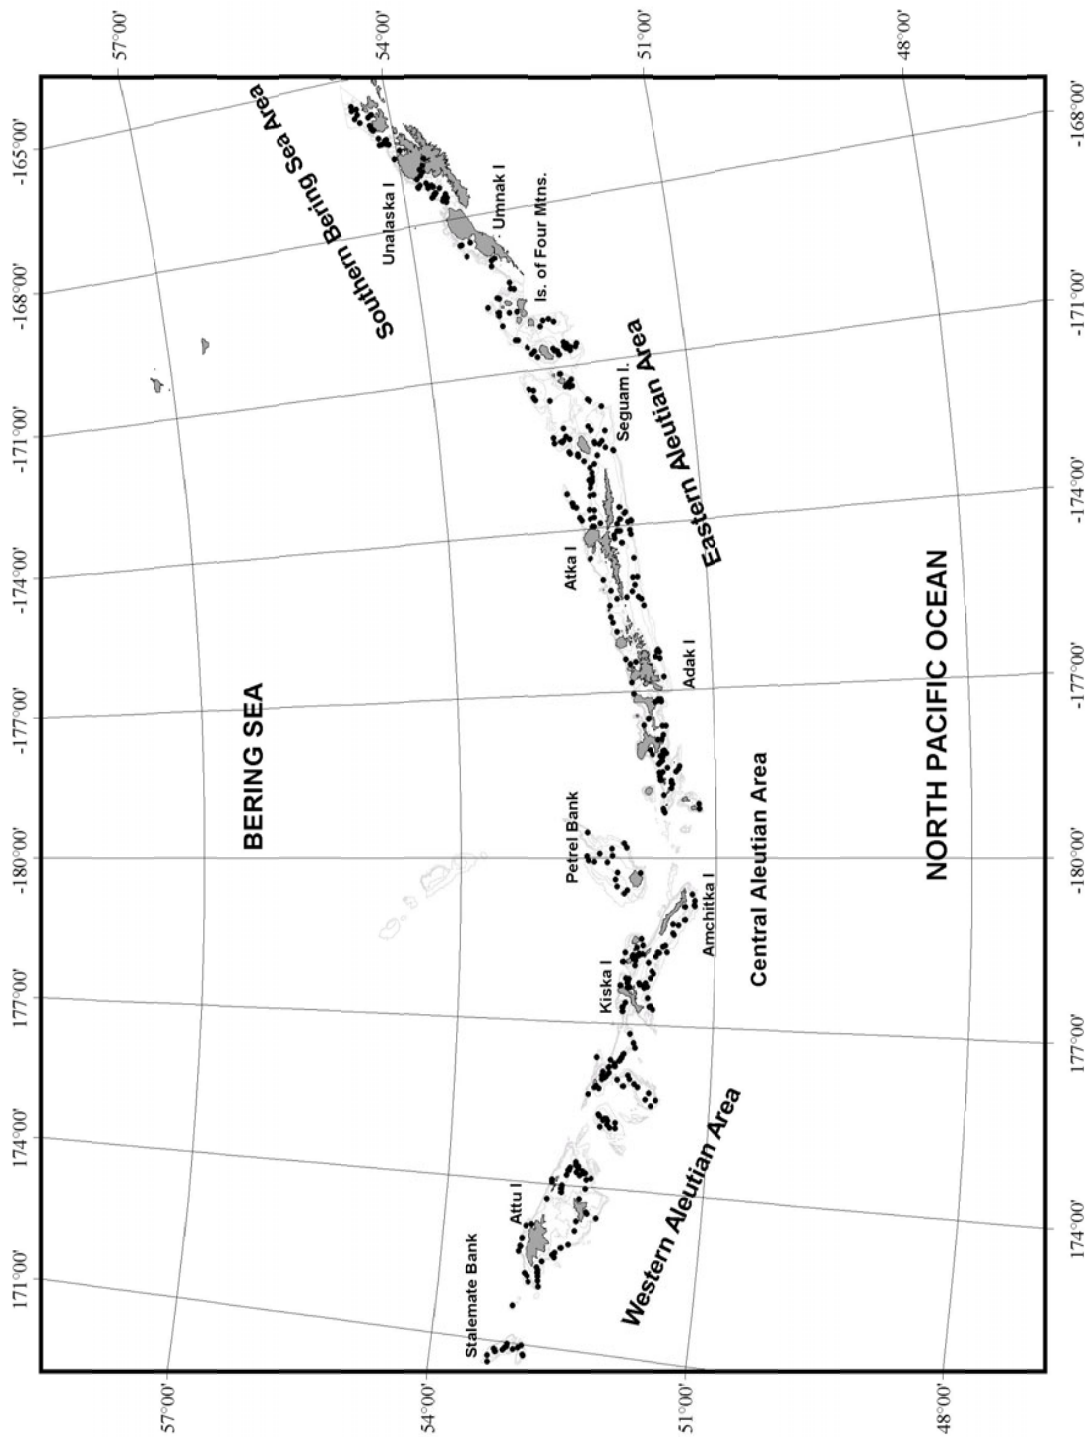 171°00' 174°00' 177°00' -180°00' -177°00' -174°00' -171°00' -168°00' -165°00'
57°00' 57°00'
Southern Bering Sea Area
BERING SEA
54°00' 54°00'
Unalaska I
Stalemate Bank
Umnak I
Attu I
Is. of Four Mtns.
Petrel Bank
Atka I
Kiska I
Seguam I.
51°00' 51°00'
Eastern Aleutian Area
Adak I
Amchitka I
Western Aleutian Area
Central Aleutian Area
NORTH PACIFIC OCEAN
48°00' 48°00'
174°00' 177°00' -180°00' -177°00' -174°00' -171°00' -168°00'